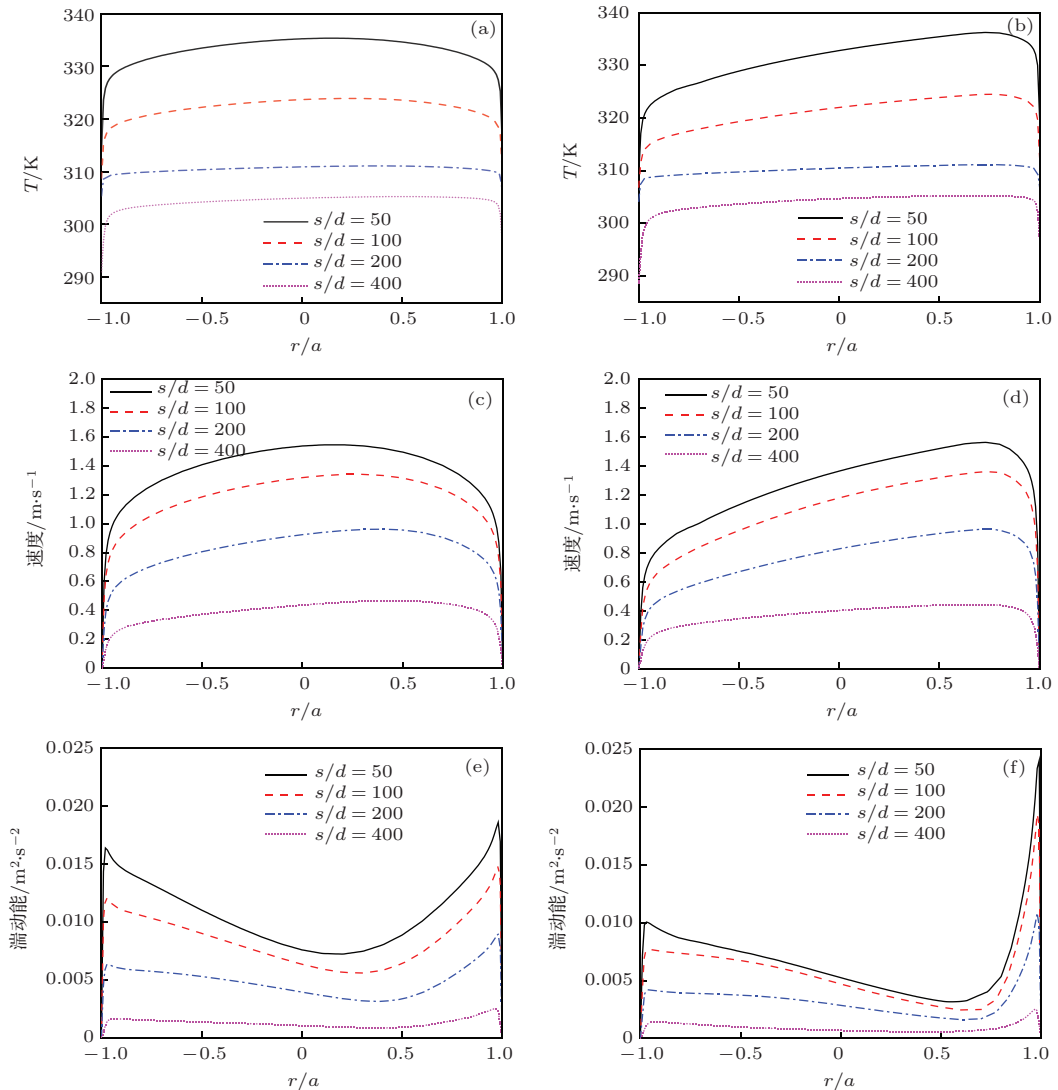 (a)
340
330
320
310
300
290
T/K
s/d = 50
s/d = 100
s/d = 200
s/d = 400
−1.0 −0.5 0 0.5 1.0
r/a
(b)
340
330
320
310
300
290
T/K
s/d = 50
s/d = 100
s/d = 200
s/d = 400
−1.0 −0.5 0 0.5 1.0
r/a
(c)
2.0
1.8
1.6
1.4
1.2
1.0
0.8
0.6
0.4
0.2
0
速度/m·s⁻¹
s/d = 50
s/d = 100
s/d = 200
s/d = 400
−1.0 −0.5 0 0.5 1.0
r/a
(d)
2.0
1.8
1.6
1.4
1.2
1.0
0.8
0.6
0.4
0.2
0
速度/m·s⁻¹
s/d = 50
s/d = 100
s/d = 200
s/d = 400
−1.0 −0.5 0 0.5 1.0
r/a
(e)
0.025
0.020
0.015
0.010
0.005
0
湍动能/m²·s⁻²
s/d = 50
s/d = 100
s/d = 200
s/d = 400
−1.0 −0.5 0 0.5 1.0
r/a
(f)
0.025
0.020
0.015
0.010
0.005
0
湍动能/m²·s⁻²
s/d = 50
s/d = 100
s/d = 200
s/d = 400
−1.0 −0.5 0 0.5 1.0
r/a